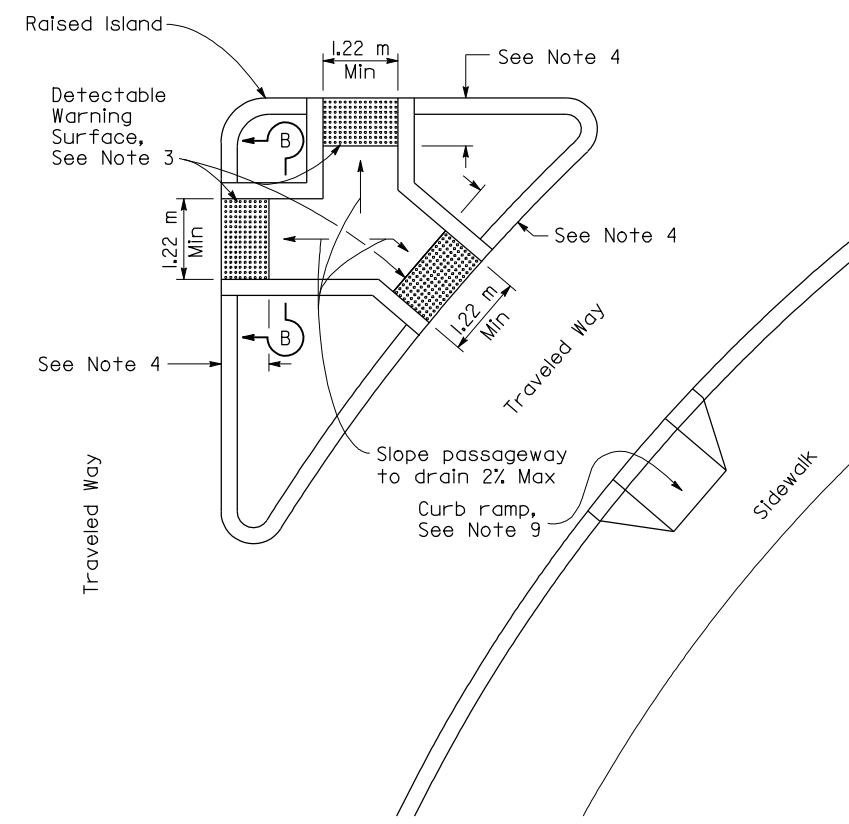 Raised Island
1.22 m
Min
See Note 4
Detectable
Warning
Surface,
See Note 3
B
1.22 m
Min
See Note 4
1.22 m
Min
B
See Note 4
Traveled Way
Slope passageway
to drain 2% Max
Curb ramp,
See Note 9
Sidewalk
Traveled Way